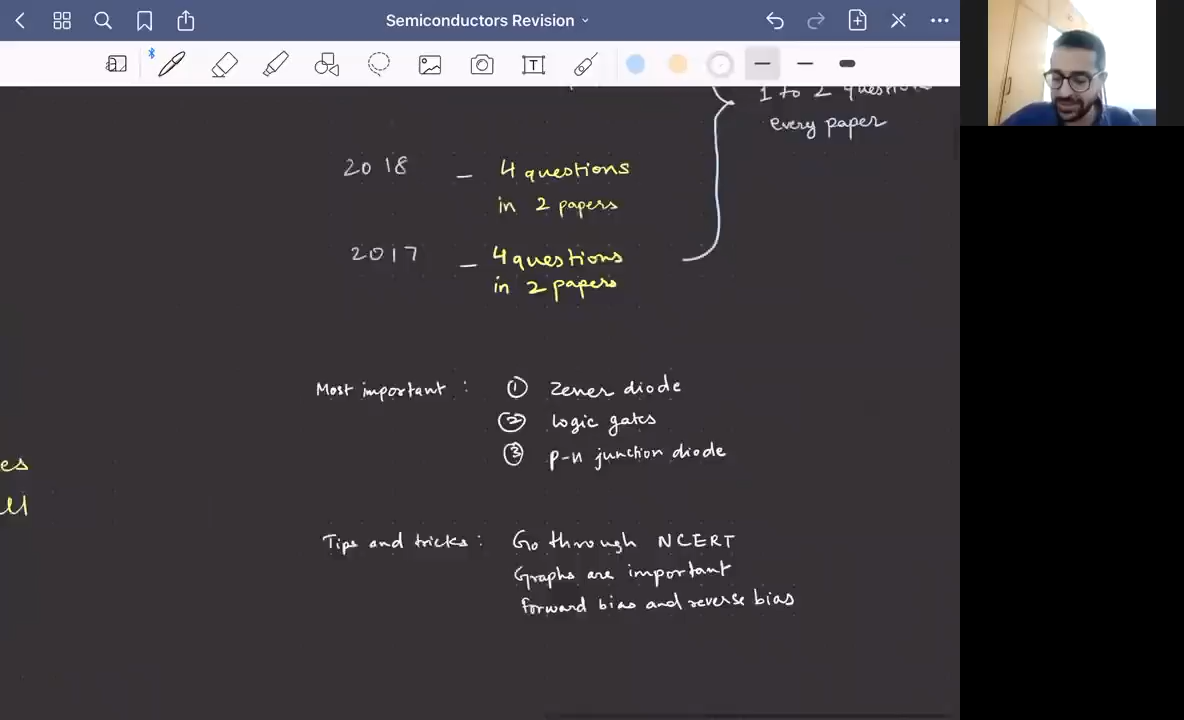 Semiconductors Revision
T
1 to 2 questions
every paper
2018 - 4 questions
in 2 papers
2017 - 4 questions
in 2 papers
Most important : ① Zener diode
② logic gates
③ p-n junction diode
es
Tips and tricks : Go through NCERT
Graphs are important
forward bias and reverse bias